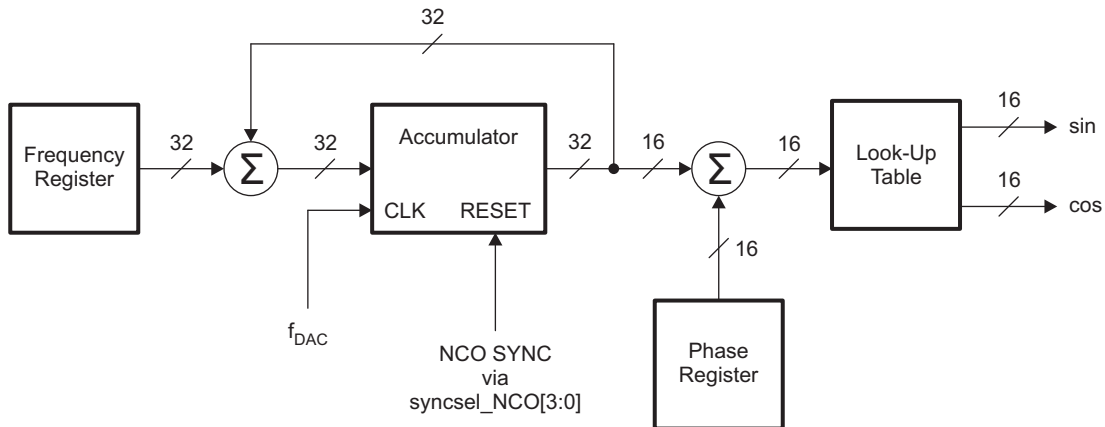 32
Frequency
Register
32
Σ
32
Accumulator
CLK RESET
32
16
Σ
16
Look-Up
Table
16
sin
16
cos
16
f_DAC
NCO SYNC
via
syncsel_NCO[3:0]
Phase
Register